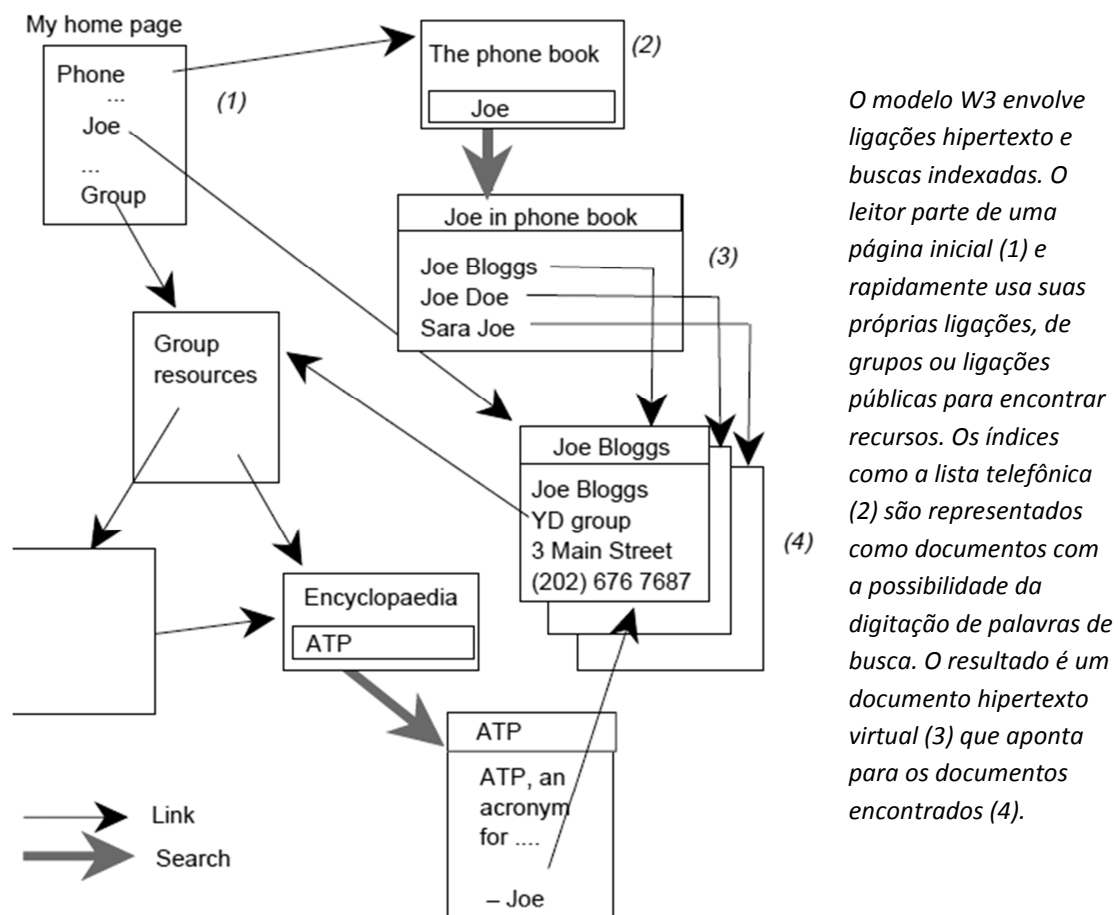 My home page
Phone
...
Joe
...
Group
(1)
The phone book
Joe
(2)
Joe in phone book
Joe Bloggs
Joe Doe
Sara Joe
(3)
Group
resources
Joe Bloggs
Joe Bloggs
YD group
3 Main Street
(202) 676 7687
(4)
Encyclopaedia
ATP
ATP
ATP, an
acronym
for ....
– Joe
Link
Search
O modelo W3 envolve
ligações hipertexto e
buscas indexadas. O
leitor parte de uma
página inicial (1) e
rapidamente usa suas
próprias ligações, de
grupos ou ligações
públicas para encontrar
recursos. Os índices
como a lista telefônica
(2) são representados
como documentos com
a possibilidade da
digitação de palavras de
busca. O resultado é um
documento hipertexto
virtual (3) que aponta
para os documentos
encontrados (4).